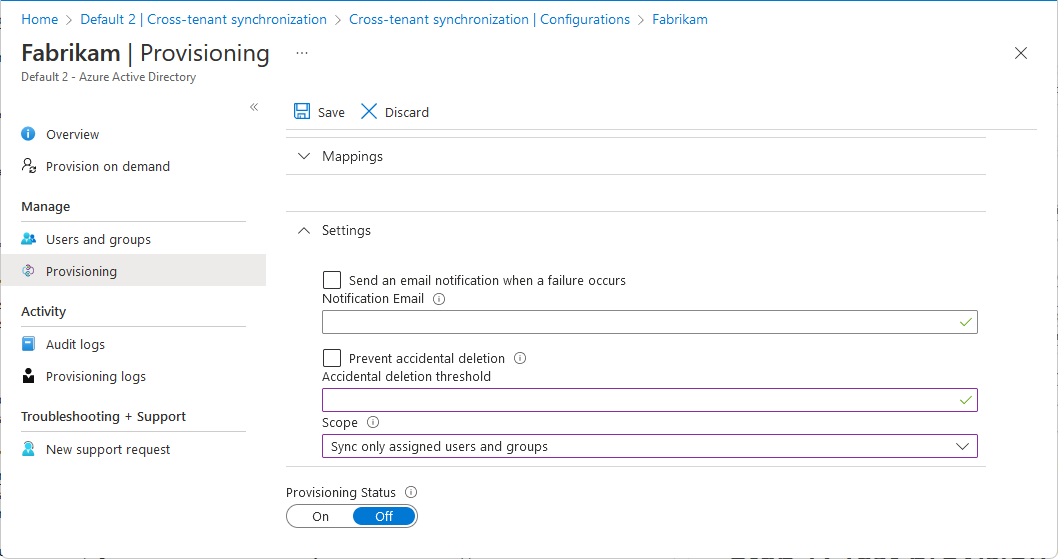 Home > Default 2 | Cross-tenant synchronization > Cross-tenant synchronization | Configurations > Fabrikam
Fabrikam | Provisioning ...
Default 2 - Azure Active Directory
«
Save Discard
Overview
Provision on demand
Manage
Users and groups
Provisioning
Activity
Audit logs
Provisioning logs
Troubleshooting + Support
New support request
Mappings
Settings
Send an email notification when a failure occurs
Notification Email
Prevent accidental deletion
Accidental deletion threshold
Scope
Sync only assigned users and groups
Provisioning Status
On Off